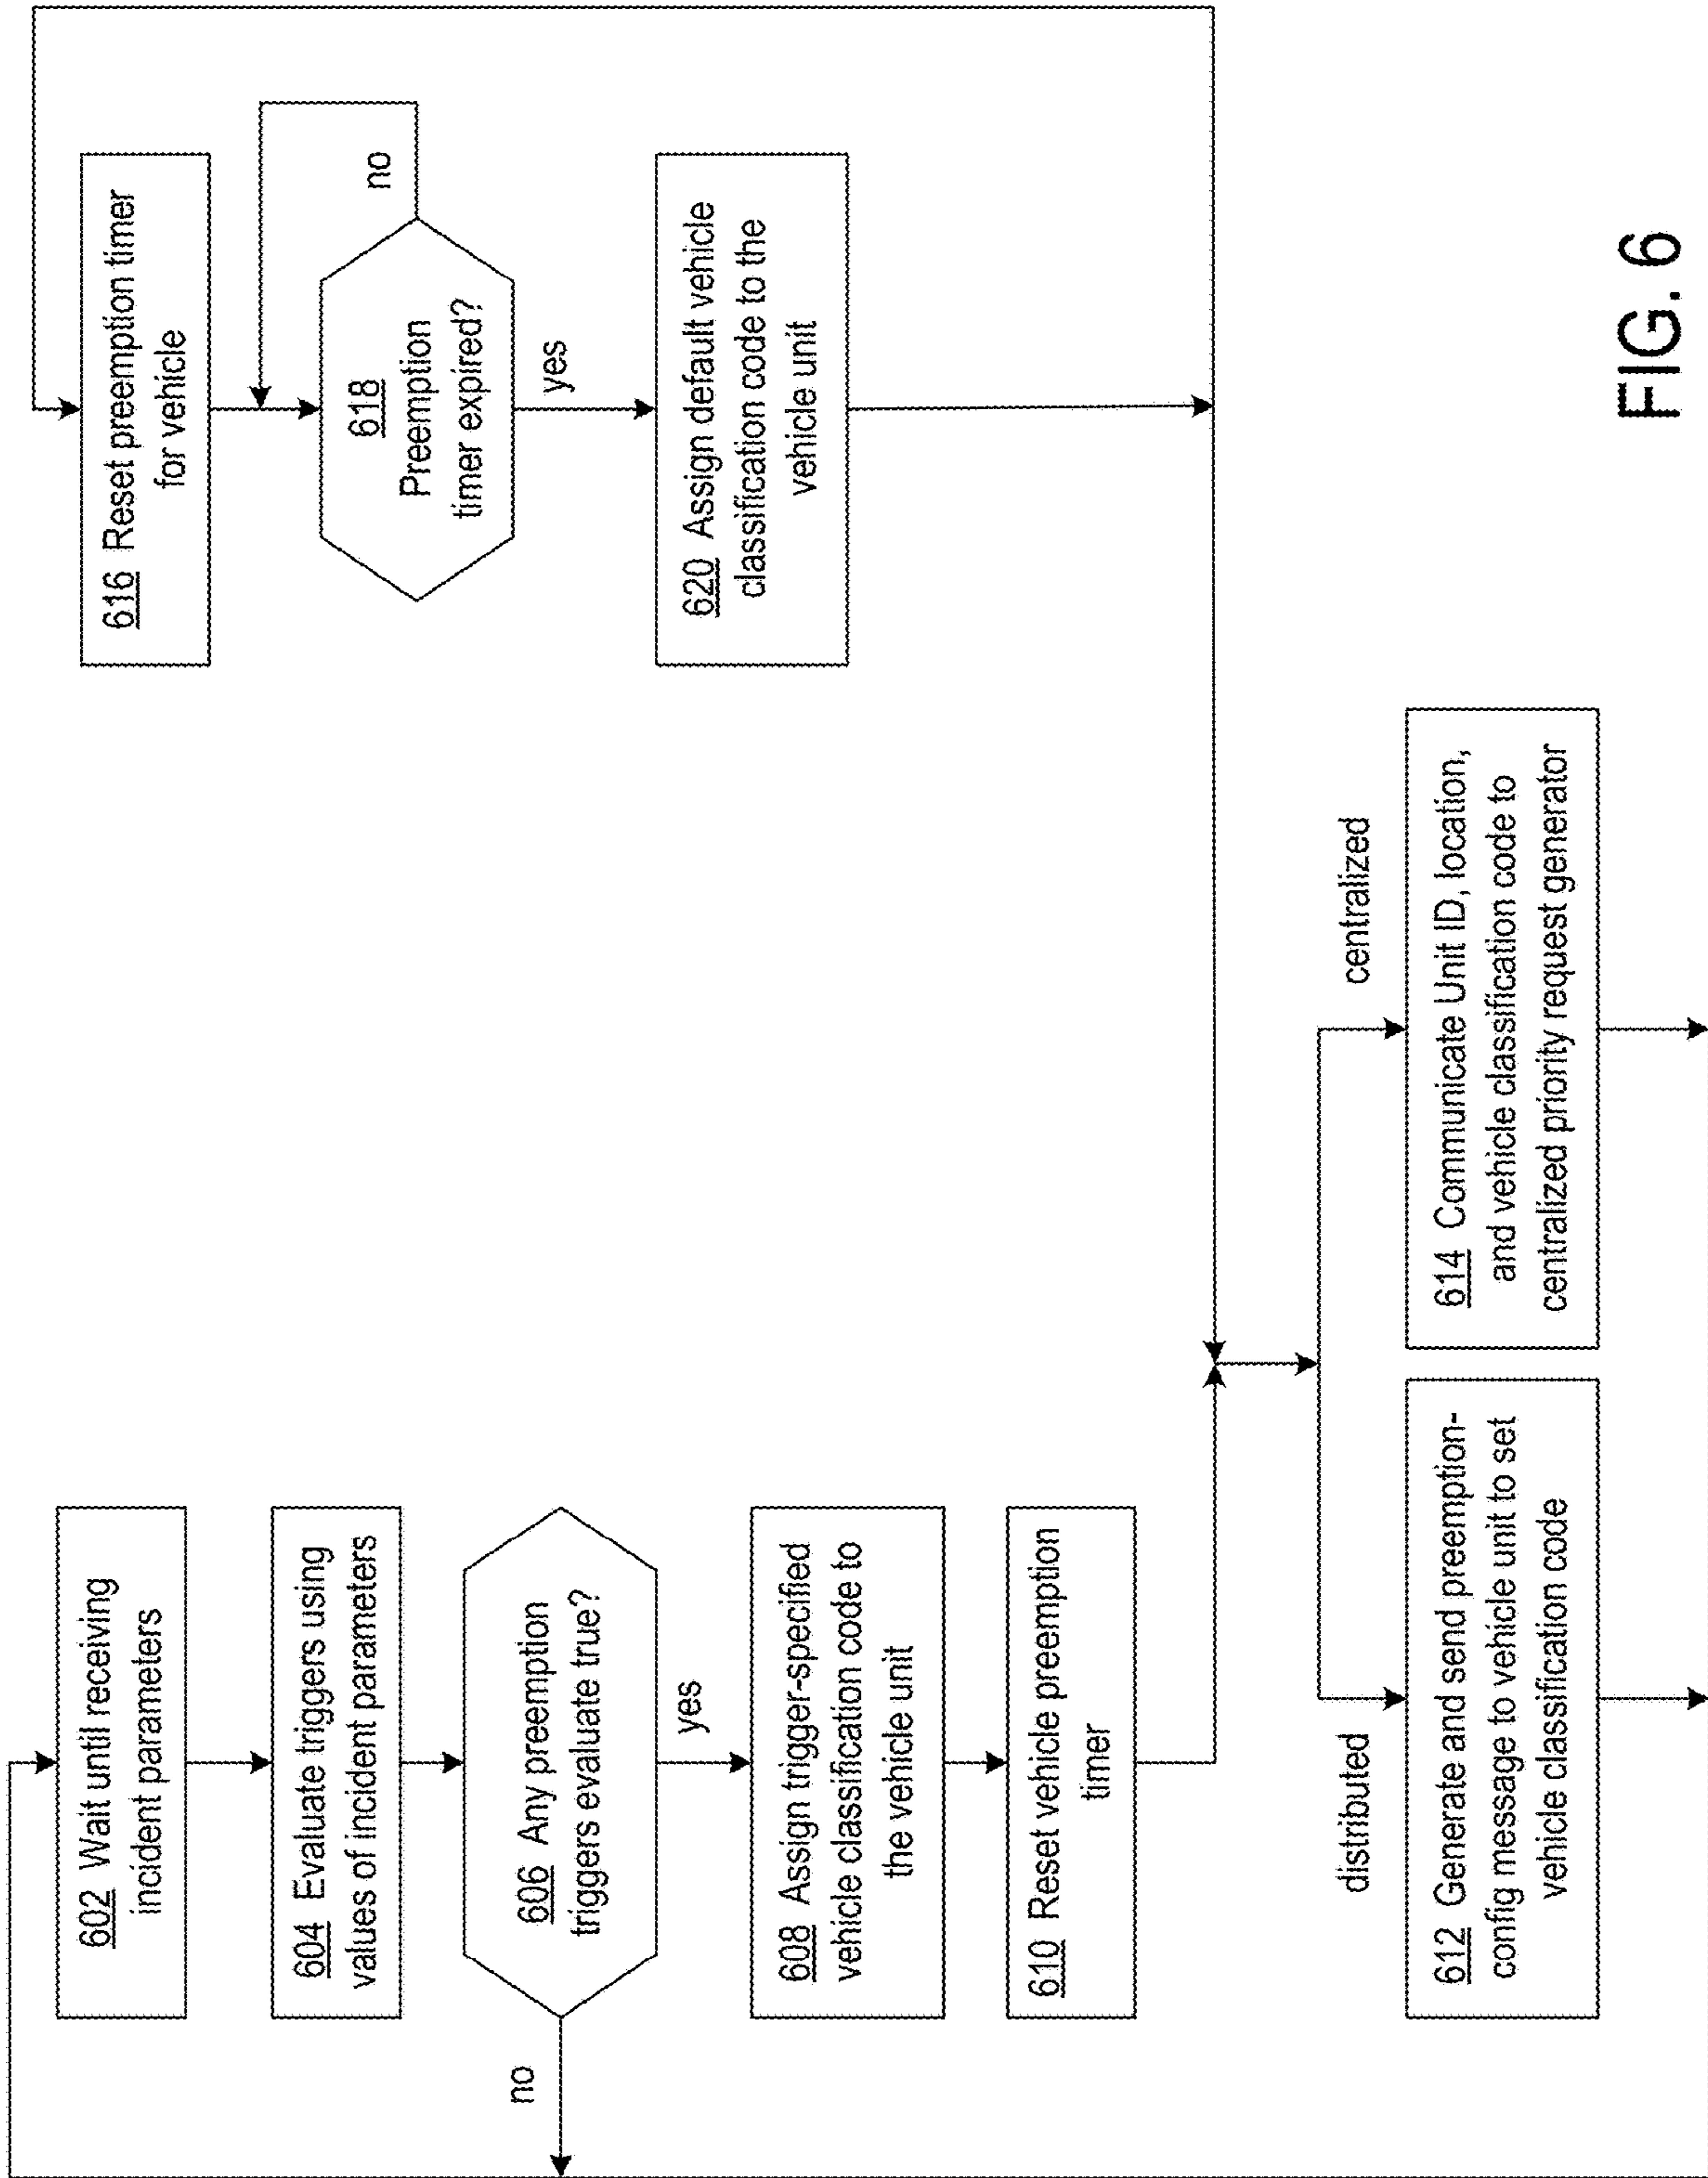 602 Wait until receiving
incident parameters
604 Evaluate triggers using
values of incident parameters
606 Any preemption
triggers evaluate true?
no
yes
608 Assign trigger-specified
vehicle classification code to
the vehicle unit
610 Reset vehicle preemption
timer
distributed
612 Generate and send preemption-
config message to vehicle unit to set
vehicle classification code
centralized
614 Communicate Unit ID, location,
and vehicle classification code to
centralized priority request generator
616 Reset preemption timer
for vehicle
618
Preemption
timer expired?
no
yes
620 Assign default vehicle
classification code to the
vehicle unit
FIG. 6